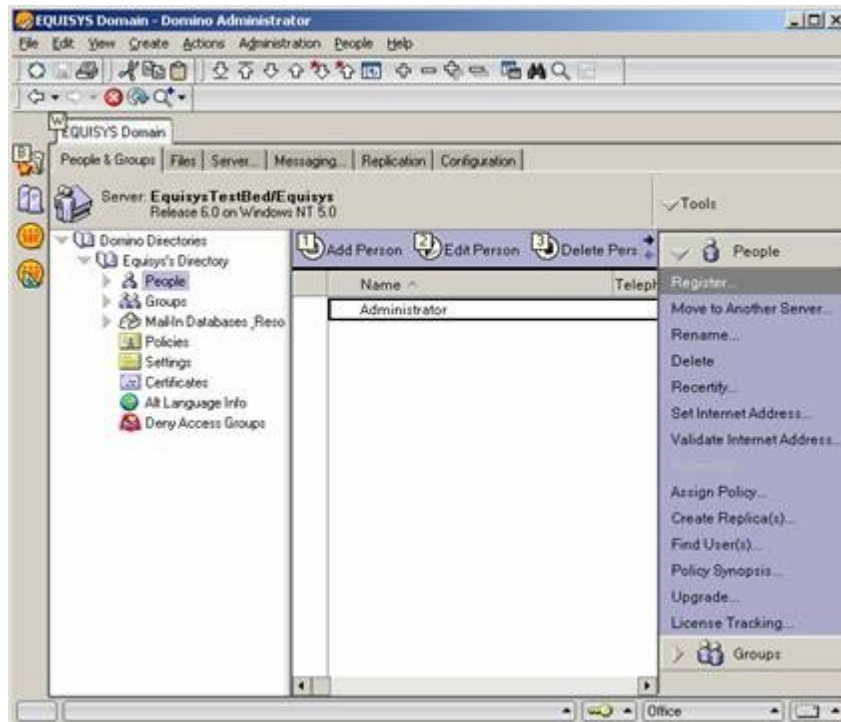 EQUISYS Domain - Domino Administrator
File Edit View Create Actions Administration People Help
W
EQUISYS Domain
B
People & Groups Files Server... Messaging... Replication Configuration
Server: EquisysTestBed/Equisys
Release 6.0 on Windows NT 5.0
Tools
Domino Directories
Equisys's Directory
People
Groups
Mail-In Databases _Reso
Policies
Settings
Certificates
Alt Language Info
Deny Access Groups
1 Add Person 2 Edit Person 3 Delete Pers
Name Teleph
Administrator
People
Register...
Move to Another Server...
Rename...
Delete
Recertify...
Set Internet Address...
Validate Internet Address...
Assign Policy...
Create Replica(s)...
Find User(s)...
Policy Synopsis...
Upgrade...
License Tracking...
Groups
Office